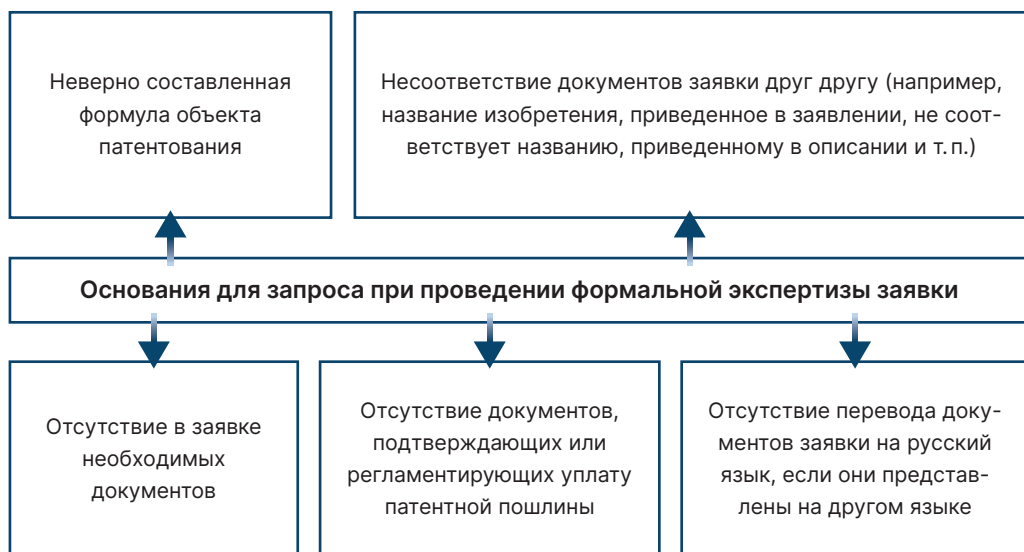 Неверно составленная
формула объекта
патентования
Несоответствие документов заявки друг другу (например,
название изобретения, приведенное в заявлении, не соот-
ветствует названию, приведенному в описании и т. п.)
Основания для запроса при проведении формальной экспертизы заявки
Отсутствие в заявке
необходимых
документов
Отсутствие документов,
подтверждающих или
регламентирующих уплату
патентной пошлины
Отсутствие перевода доку-
ментов заявки на русский
язык, если они представ-
лены на другом языке